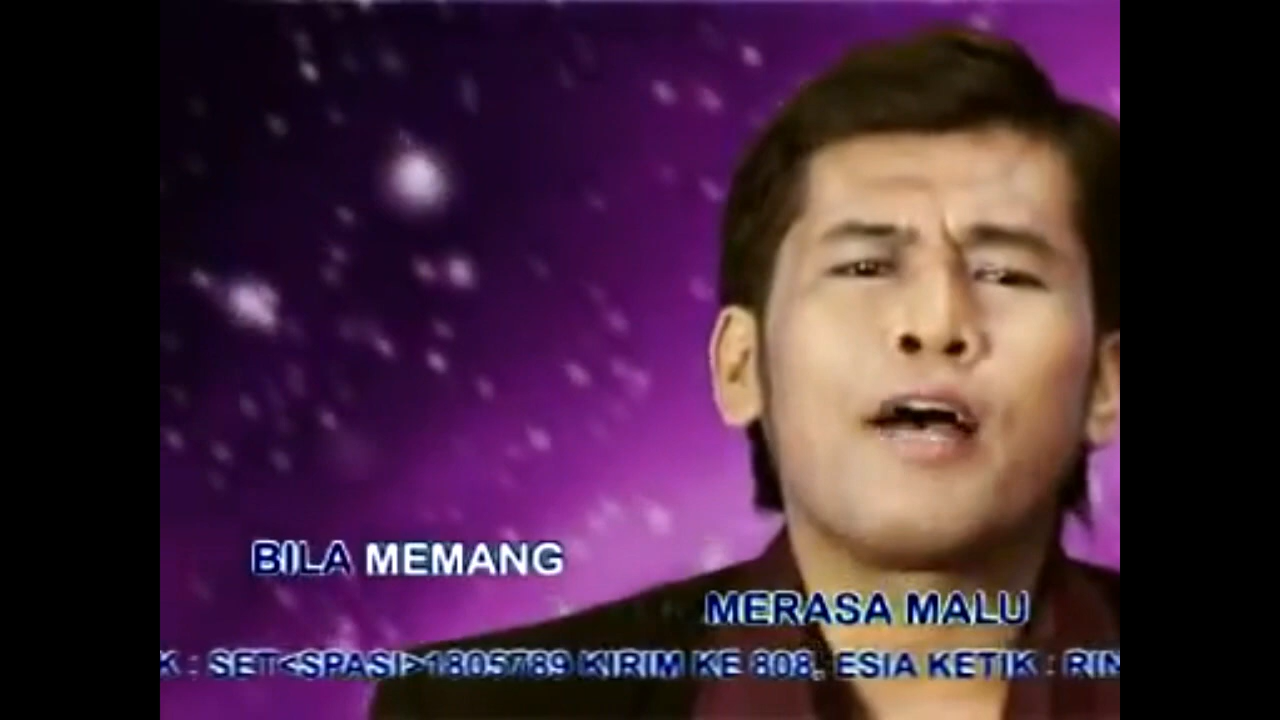 BILA MEMANG
MERASA MALU
K : SET<SPASI>1805789 KIRIM KE 808, ESIA KETIK : RIN